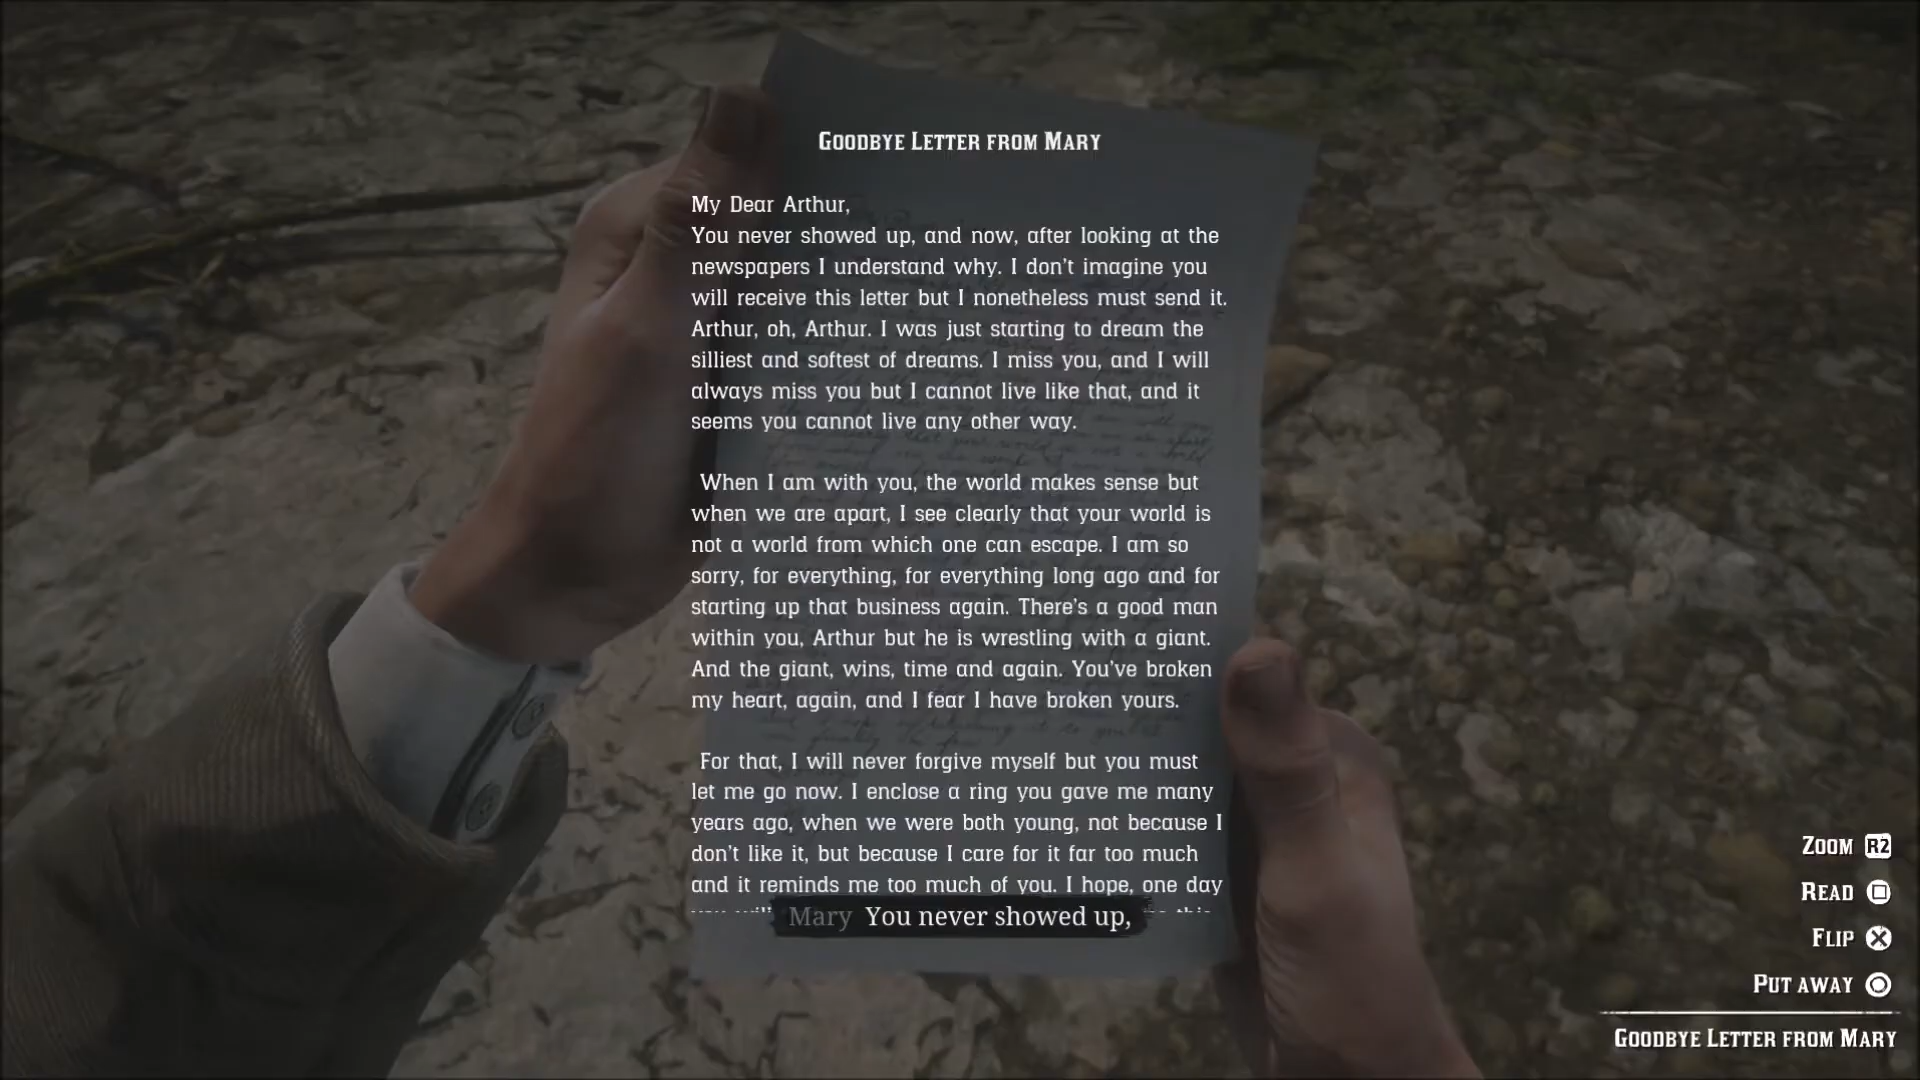 GOODBYE LETTER FROM MARY
My Dear Arthur,
You never showed up, and now, after looking at the
newspapers I understand why. I don't imagine you
will receive this letter but I nonetheless must send it.
Arthur, oh, Arthur. I was just starting to dream the
silliest and softest of dreams. I miss you, and I will
always miss you but I cannot live like that, and it
seems you cannot live any other way.
When I am with you, the world makes sense but
when we are apart, I see clearly that your world is
not a world from which one can escape. I am so
sorry, for everything, for everything long ago and for
starting up that business again. There's a good man
within you, Arthur but he is wrestling with a giant.
And the giant, wins, time and again. You've broken
my heart, again, and I fear I have broken yours.
For that, I will never forgive myself but you must
let me go now. I enclose a ring you gave me many
years ago, when we were both young, not because I
don't like it, but because I care for it far too much
and it reminds me too much of you. I hope, one day
you will this
Mary You never showed up,
ZOOM R2
READ
FLIP
PUT AWAY
GOODBYE LETTER FROM MARY